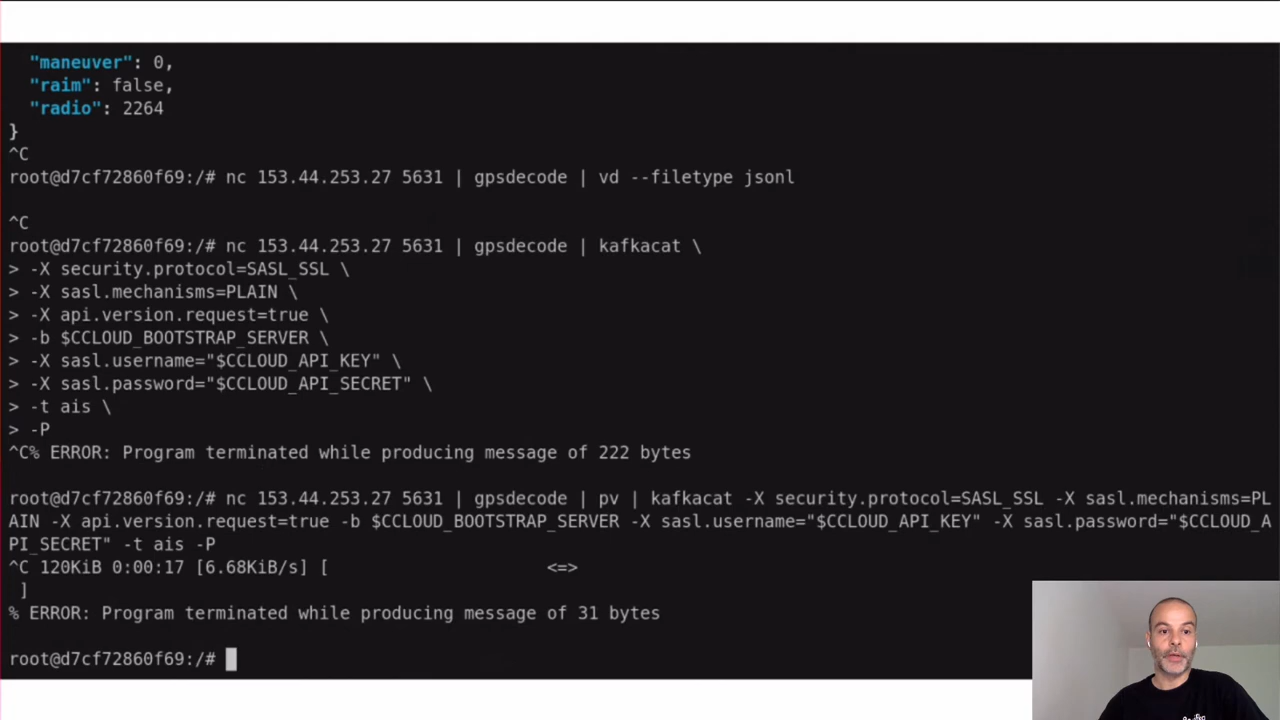 "maneuver": 0,
"raim": false,
"radio": 2264
}
^C
root@d7cf72860f69:/# nc 153.44.253.27 5631 | gpsdecode | vd --filetype jsonl
^C
root@d7cf72860f69:/# nc 153.44.253.27 5631 | gpsdecode | kafkacat \
> -X security.protocol=SASL_SSL \
> -X sasl.mechanisms=PLAIN \
> -X api.version.request=true \
> -b $CCLOUD_BOOTSTRAP_SERVER \
> -X sasl.username="$CCLOUD_API_KEY" \
> -X sasl.password="$CCLOUD_API_SECRET" \
> -t ais \
> -P
^C% ERROR: Program terminated while producing message of 222 bytes
root@d7cf72860f69:/# nc 153.44.253.27 5631 | gpsdecode | pv | kafkacat -X security.protocol=SASL_SSL -X sasl.mechanisms=PL
AIN -X api.version.request=true -b $CCLOUD_BOOTSTRAP_SERVER -X sasl.username="$CCLOUD_API_KEY" -X sasl.password="$CCLOUD_A
PI_SECRET" -t ais -P
^C 120KiB 0:00:17 [6.68KiB/s] [                     <=>
]
% ERROR: Program terminated while producing message of 31 bytes
root@d7cf72860f69:/#